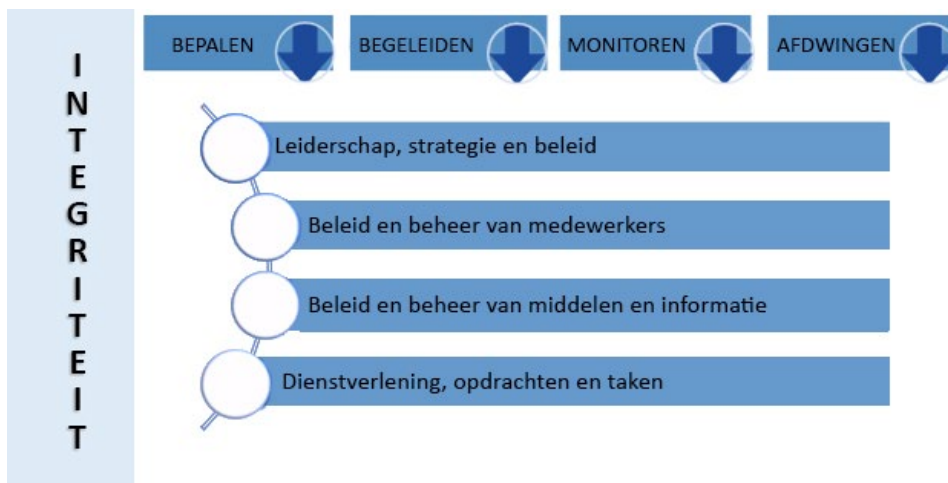 INTEGRITEIT
BEPALEN
BEGELEIDEN
MONITOREN
AFDWINGEN
Leiderschap, strategie en beleid
Beleid en beheer van medewerkers
Beleid en beheer van middelen en informatie
Dienstverlening, opdrachten en taken